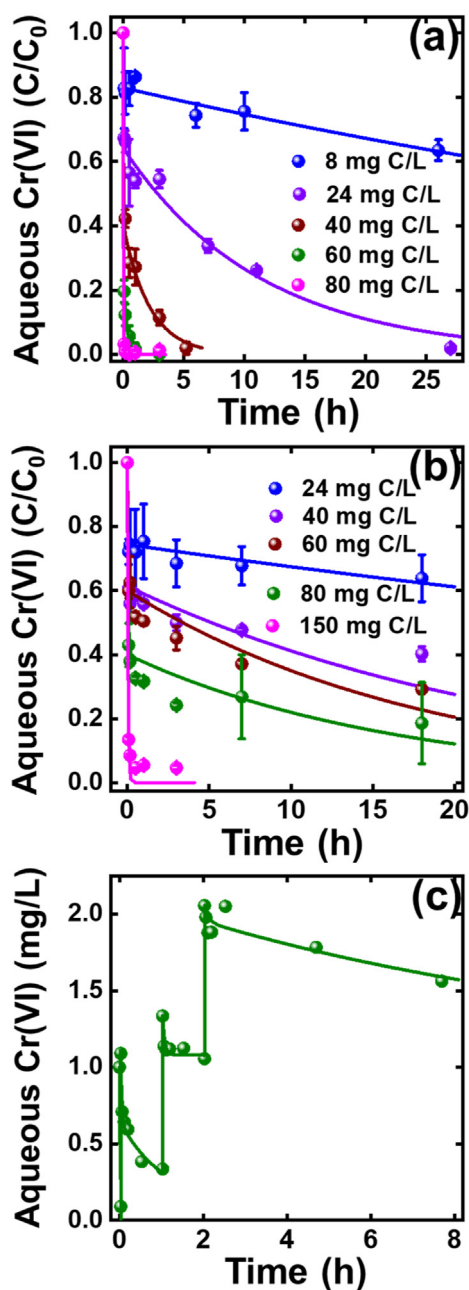 (a)
Aqueous Cr(VI) (C/C₀)
1.0
0.8
0.6
0.4
0.2
0.0
8 mg C/L
24 mg C/L
40 mg C/L
60 mg C/L
80 mg C/L
0 5 10 15 20 25
Time (h)
(b)
Aqueous Cr(VI) (C/C₀)
1.0
0.8
0.6
0.4
0.2
0.0
24 mg C/L
40 mg C/L
60 mg C/L
80 mg C/L
150 mg C/L
0 5 10 15 20
Time (h)
(c)
Aqueous Cr(VI) (mg/L)
2.0
1.5
1.0
0.5
0.0
0 2 4 6 8
Time (h)